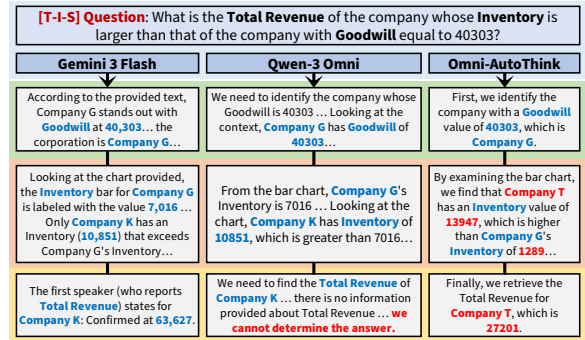 [T-I-S] Question: What is the Total Revenue of the company whose Inventory is
larger than that of the company with Goodwill equal to 40303?
Gemini 3 Flash
Qwen-3 Omni
Omni-AutoThink
According to the provided text,
Company G stands out with
Goodwill at 40,303... the
corporation is Company G...
We need to identify the company whose
Goodwill is 40303 ... Looking at the
context, Company G has Goodwill of
40303...
First, we identify the
company with a Goodwill
value of 40303, which is
Company G.
Looking at the chart provided,
the Inventory bar for Company G
is labeled with the value 7,016 ...
Only Company K has an
Inventory (10,851) that exceeds
Company G's Inventory...
From the bar chart, Company G's
Inventory is 7016 ... Looking at the
chart, Company K has Inventory of
10851, which is greater than 7016...
By examining the bar chart,
we find that Company T
has an Inventory value of
13947, which is higher
than Company G's
Inventory of 1289...
The first speaker (who reports
Total Revenue) states for
Company K: Confirmed at 63,627.
We need to find the Total Revenue of
Company K ... there is no information
provided about Total Revenue ... we
cannot determine the answer.
Finally, we retrieve the
Total Revenue for
Company T, which is
27201.